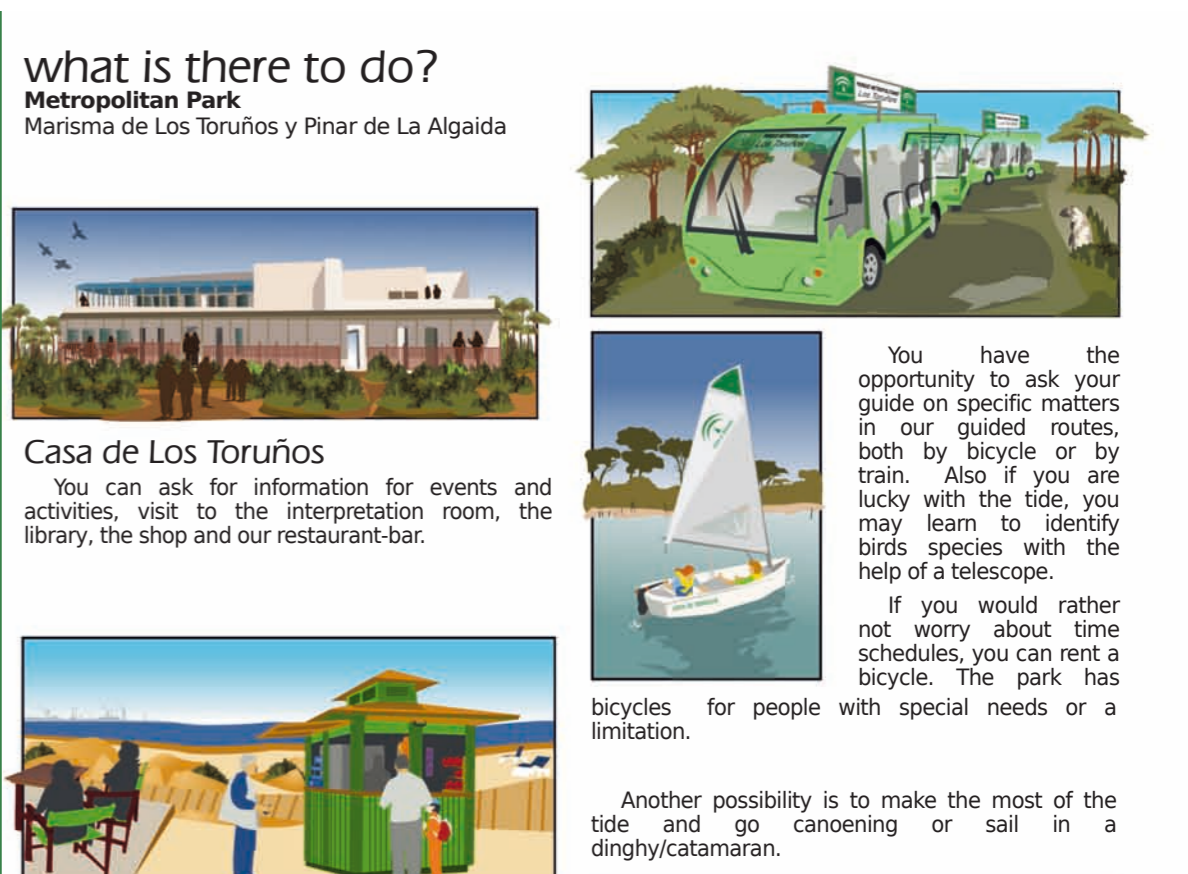 what is there to do?
Metropolitan Park
Marisma de Los Toruños y Pinar de La Algaida
Casa de Los Toruños
You can ask for information for events and
activities, visit to the interpretation room, the
library, the shop and our restaurant-bar.
Los Toruños
You have the
opportunity to ask your
guide on specific matters
in our guided routes,
both by bicycle or by
train. Also if you are
lucky with the tide, you
may learn to identify
birds species with the
help of a telescope.
If you would rather
not worry about time
schedules, you can rent a
bicycle. The park has
bicycles for people with special needs or a
limitation.
Another possibility is to make the most of the
tide and go canoening or sail in a
dinghy/catamaran.